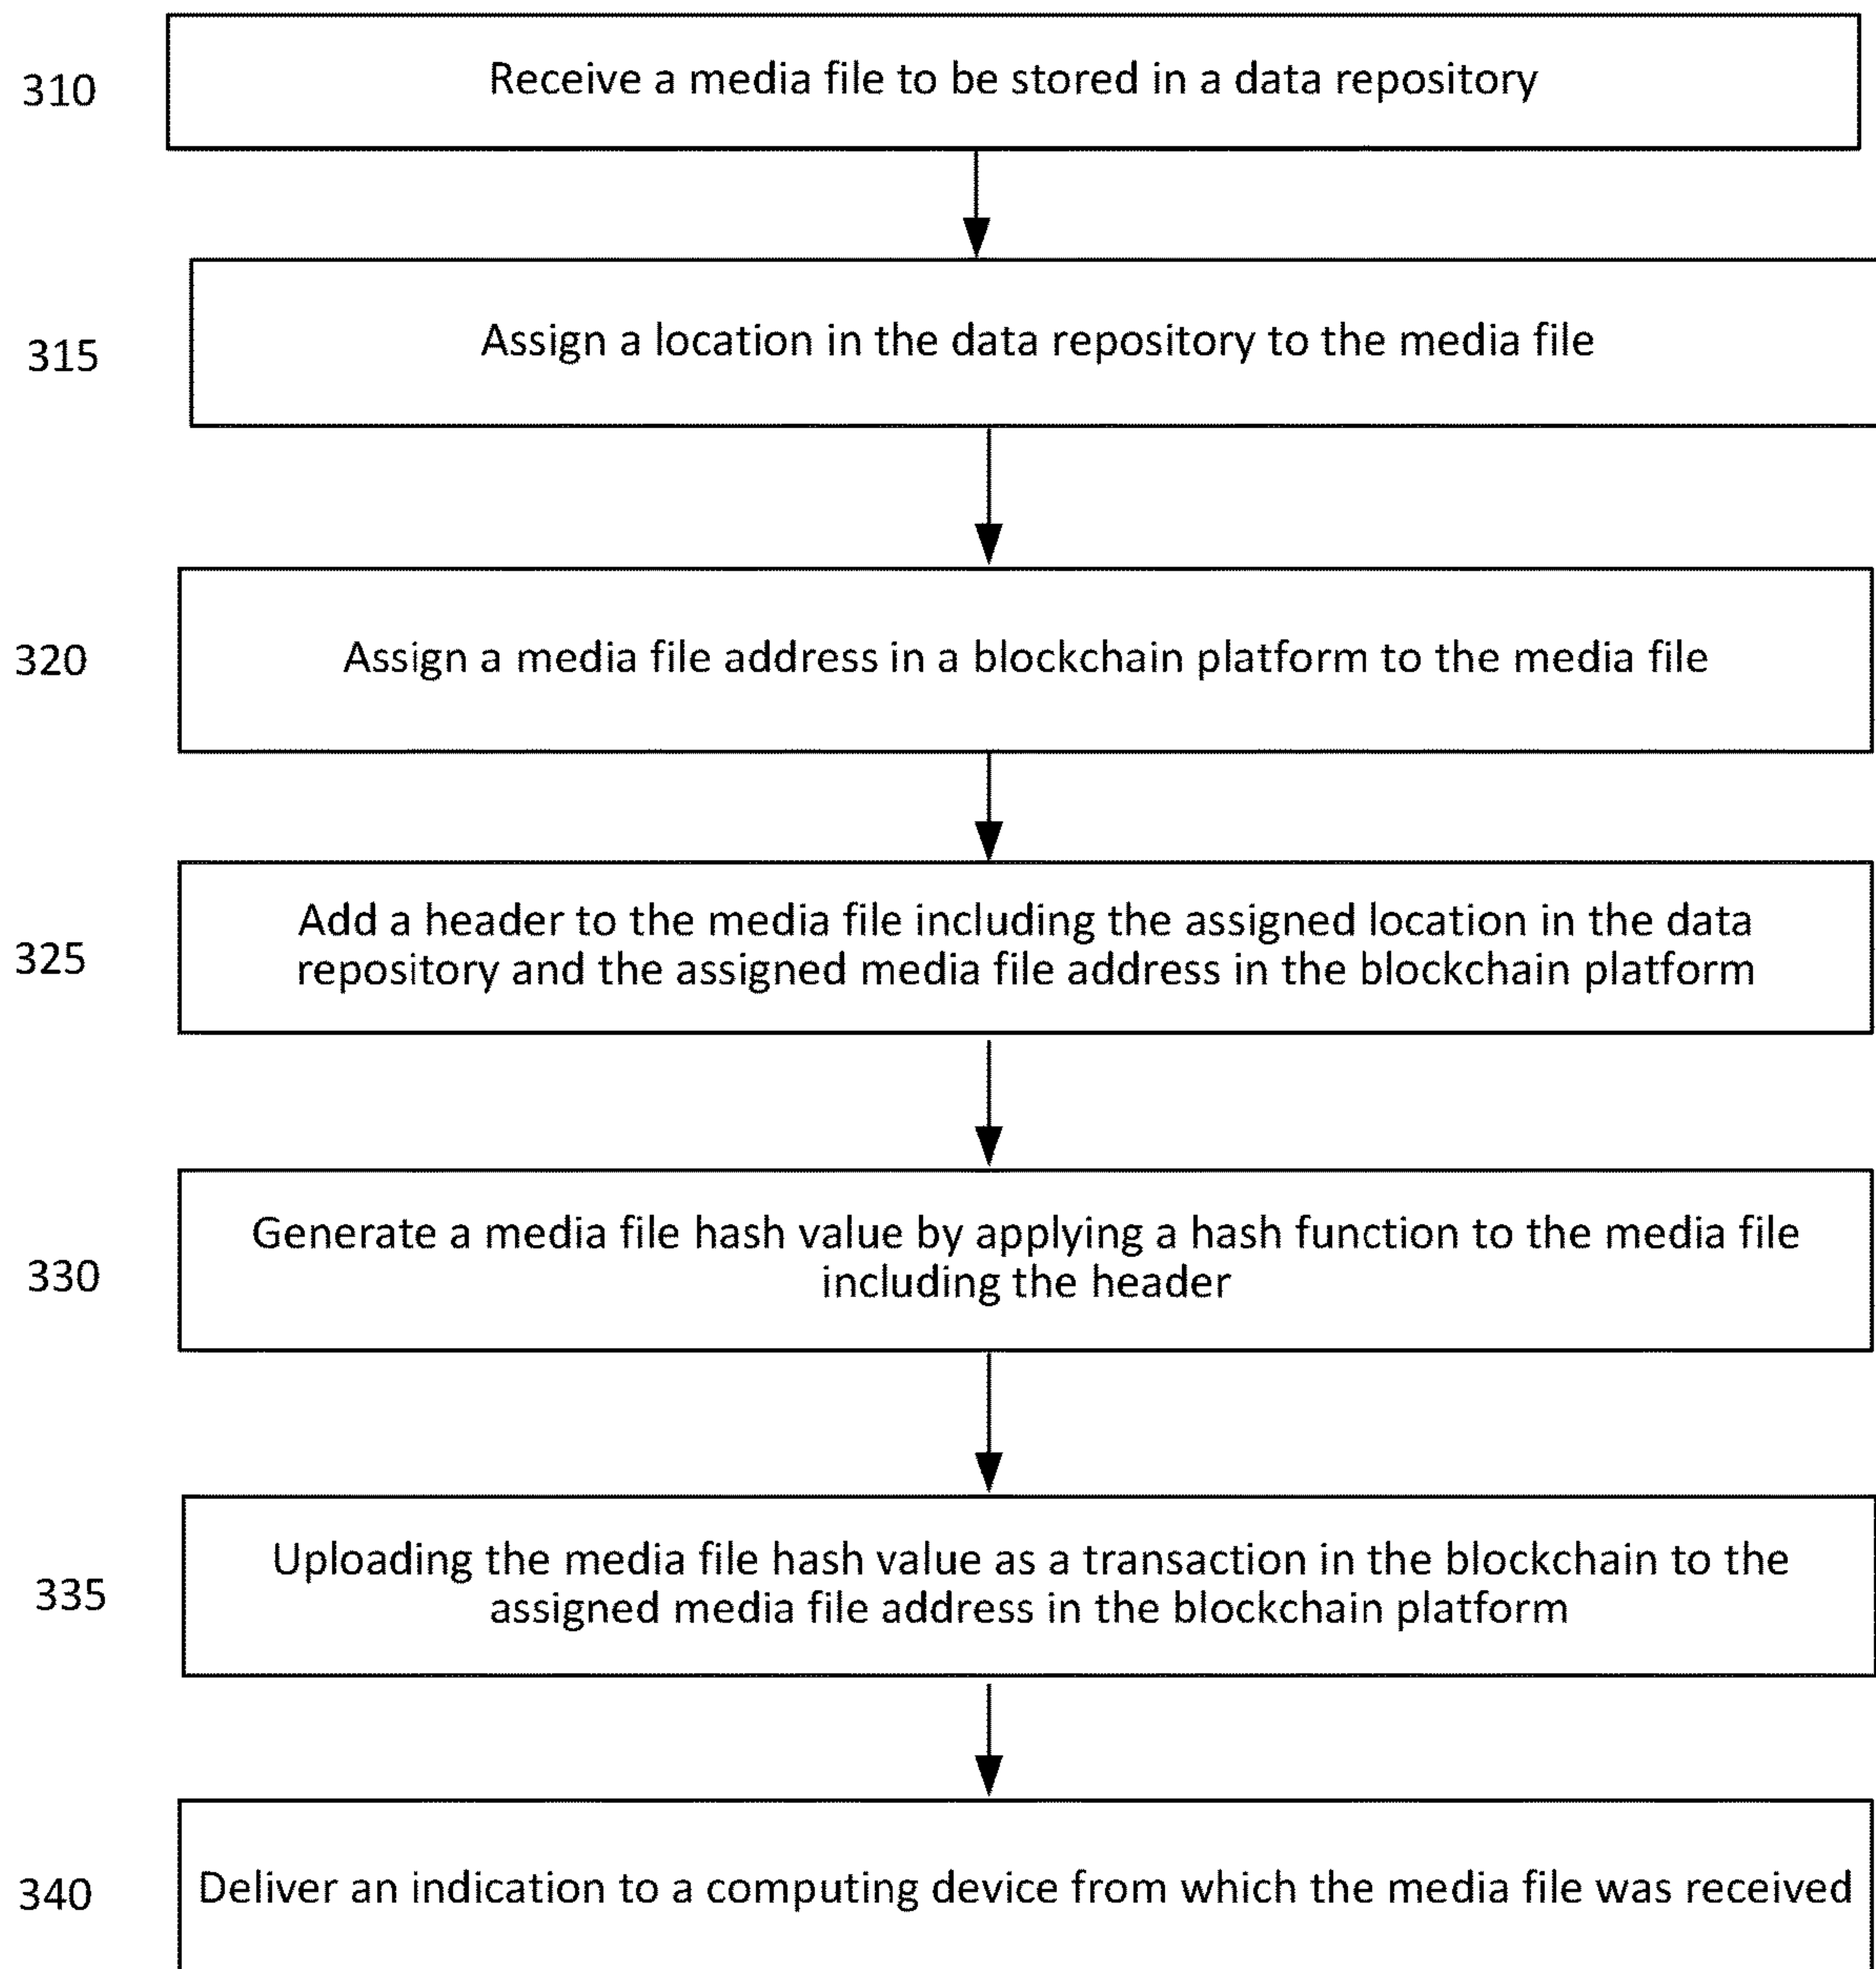 310
Receive a media file to be stored in a data repository
315
Assign a location in the data repository to the media file
320
Assign a media file address in a blockchain platform to the media file
325
Add a header to the media file including the assigned location in the data
repository and the assigned media file address in the blockchain platform
330
Generate a media file hash value by applying a hash function to the media file
including the header
335
Uploading the media file hash value as a transaction in the blockchain to the
assigned media file address in the blockchain platform
340
Deliver an indication to a computing device from which the media file was received